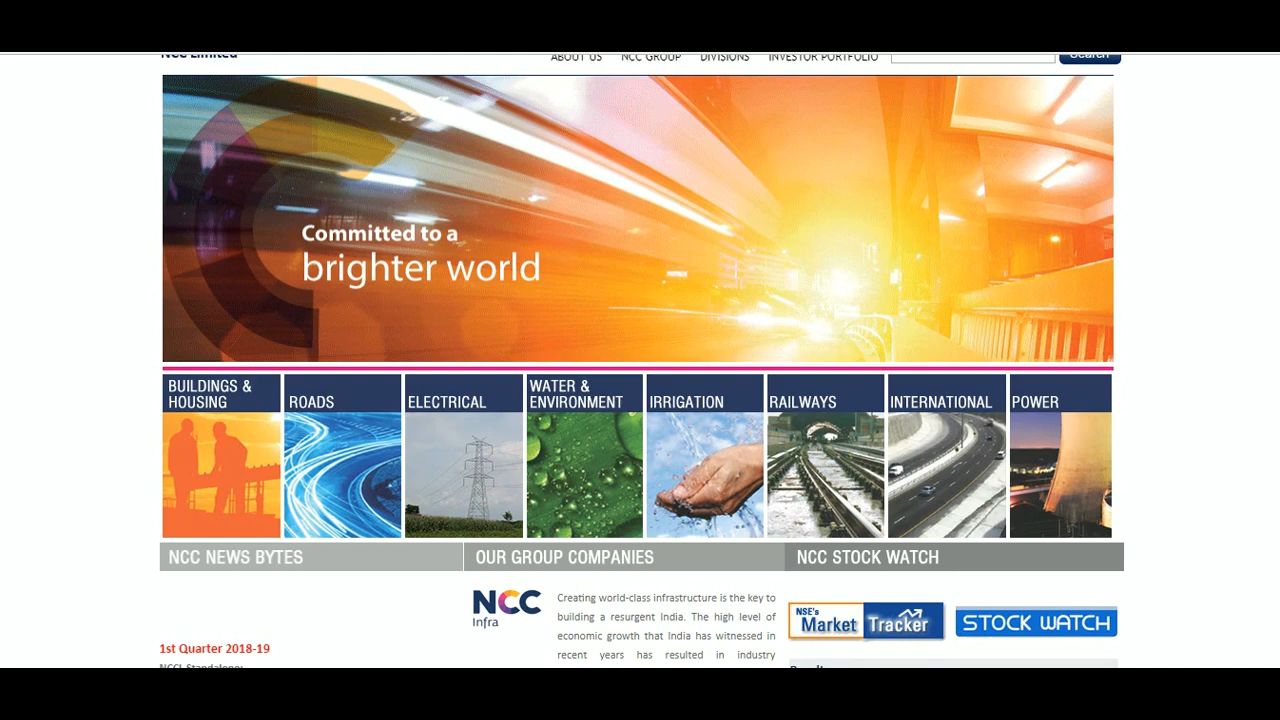 NCC Limited
ABOUT US NCC GROUP DIVISIONS INVESTOR PORTFOLIO Search
Committed to a
brighter world
BUILDINGS & HOUSING
ROADS
ELECTRICAL
WATER & ENVIRONMENT
IRRIGATION
RAILWAYS
INTERNATIONAL
POWER
NCC NEWS BYTES
OUR GROUP COMPANIES
NCC STOCK WATCH
1st Quarter 2018-19
NCCL Standalone:
NCC
Infra
Creating world-class infrastructure is the key to
building a resurgent India. The high level of
economic growth that India has witnessed in
recent years has resulted in industry
NSE's
Market Tracker
STOCK WATCH